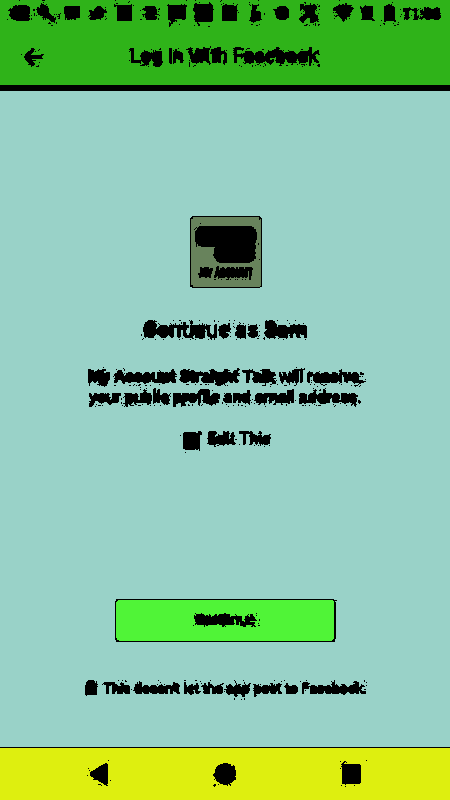 11:06
Log In With Facebook
MY ACCOUNT
Continue as Sam
My Account Straight Talk will receive:
your public profile and email address.
Edit This
Continue
This doesn't let the app post to Facebook.